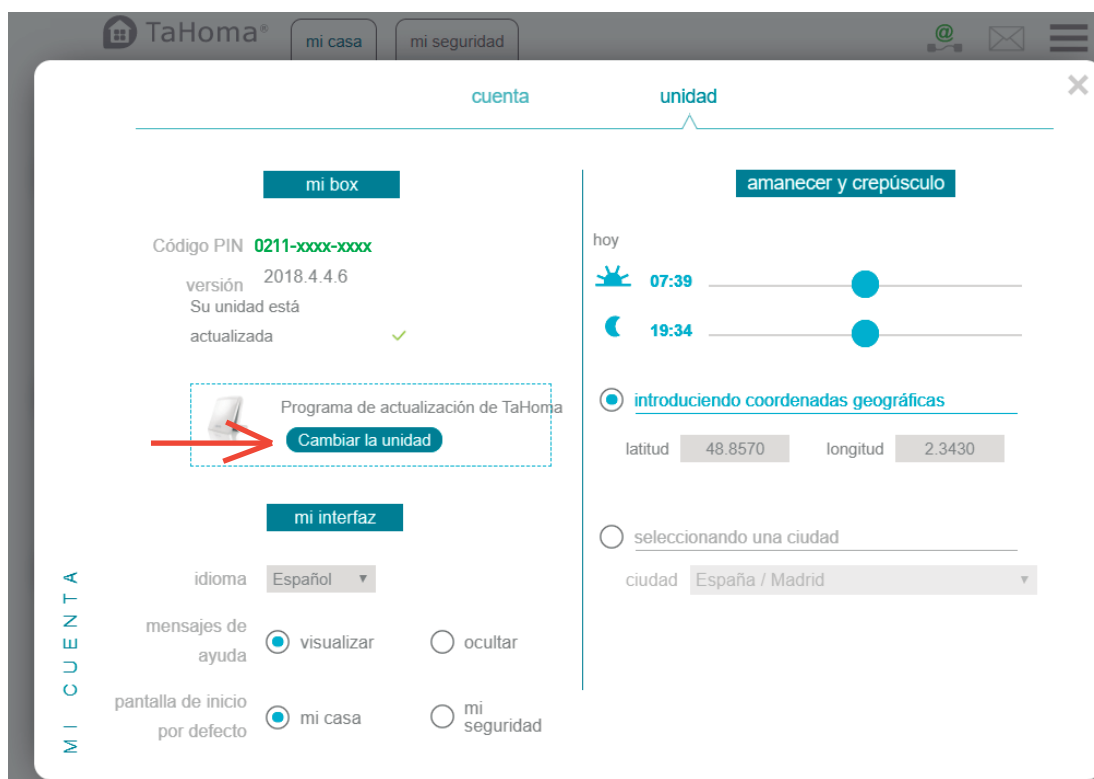 TaHoma®
mi casa
mi seguridad
@
cuenta
unidad
mi box
Código PIN 0211-xxxx-xxxx
versión 2018.4.4.6
Su unidad está
actualizada
Programa de actualización de TaHoma
Cambiar la unidad
mi interfaz
idioma Español
mensajes de
ayuda
visualizar
ocultar
pantalla de inicio
por defecto
mi casa
mi
seguridad
MI CUENTA
amanecer y crepúsculo
hoy
07:39
19:34
introduciendo coordenadas geográficas
latitud 48.8570 longitud 2.3430
seleccionando una ciudad
ciudad España / Madrid